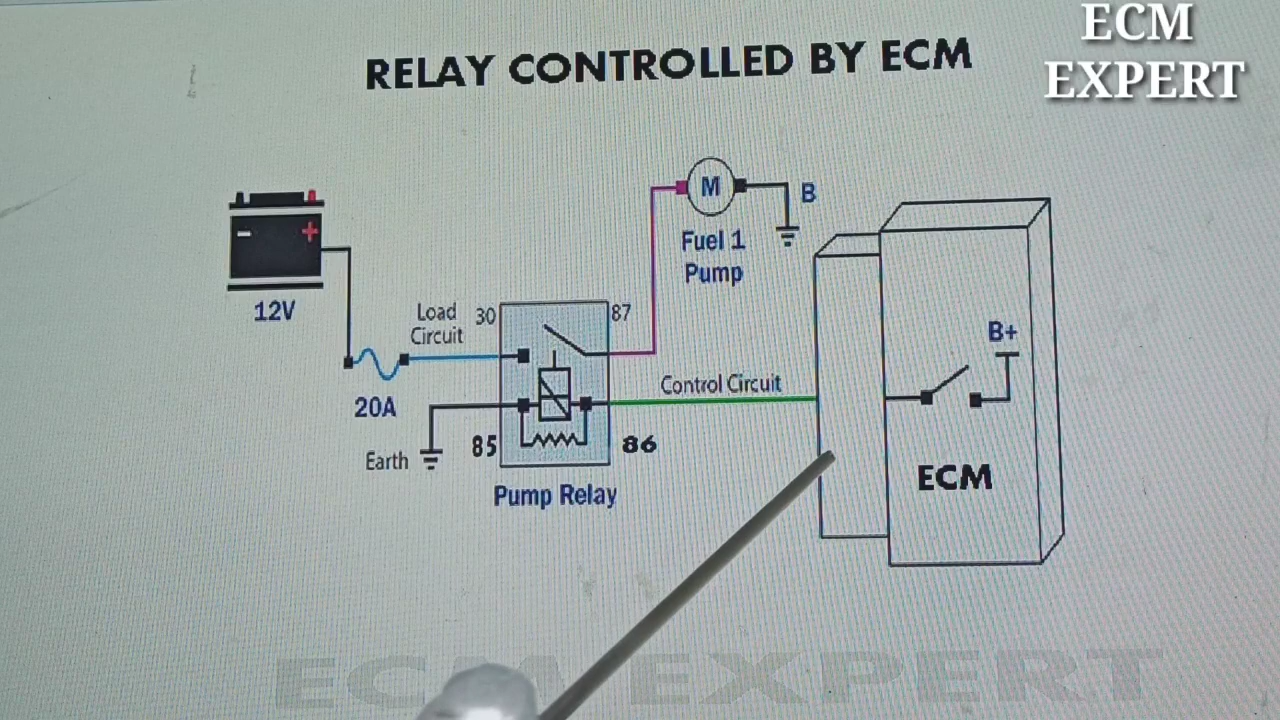 RELAY CONTROLLED BY ECM
ECM
EXPERT
M
B
Fuel 1
Pump
12V
Load
Circuit
30
87
20A
Control Circuit
B+
Earth
85
86
Pump Relay
ECM
ECM EXPERT